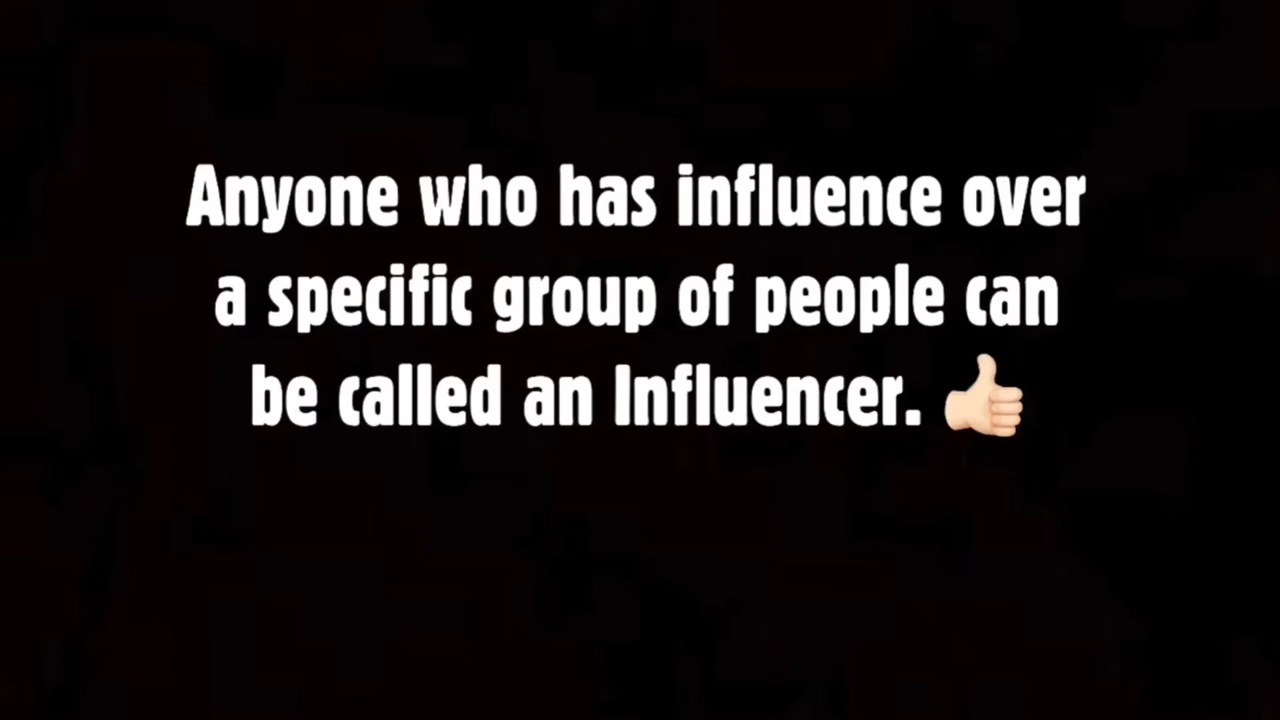 Anyone who has influence over
a specific group of people can
be called an Influencer. 👍🏻